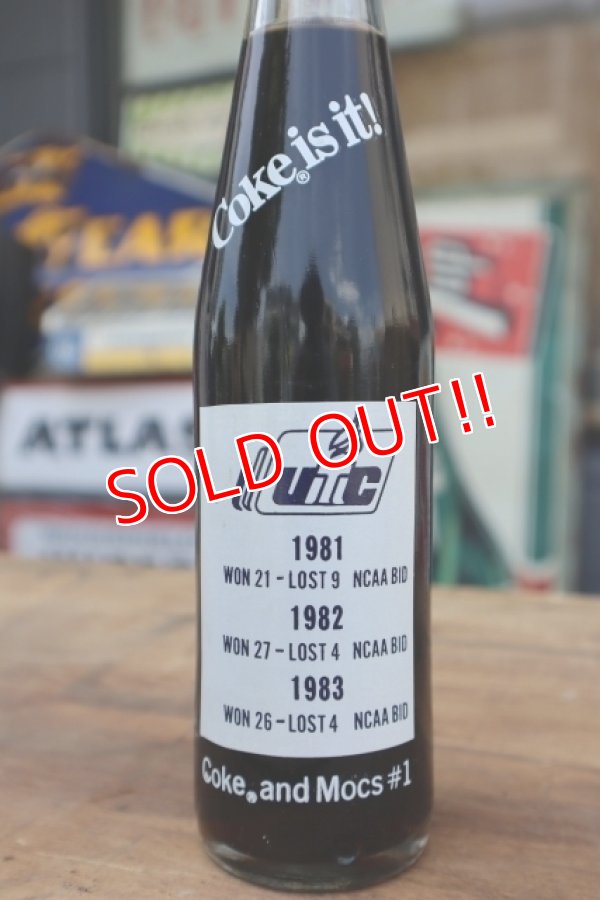 Coke® is it!
ATLAS
SOLD OUT!!
UTC
1981
WON 21-LOST 9 NCAA BID
1982
WON 27-LOST 4 NCAA BID
1983
WON 26-LOST 4 NCAA BID
Coke® and Mocs #1